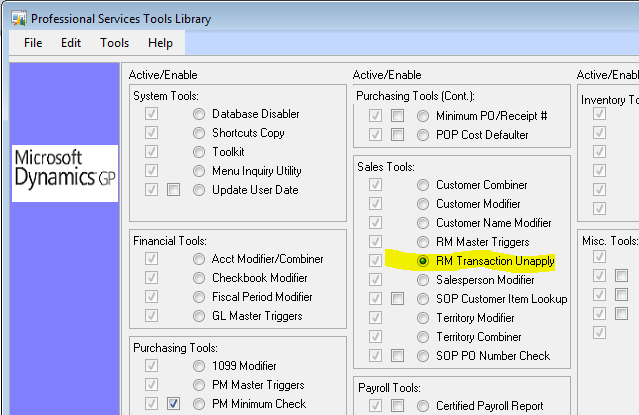 Professional Services Tools Library
File Edit Tools Help
Microsoft
Dynamics GP
Active/Enable
System Tools:
Database Disabler
Shortcuts Copy
Toolkit
Menu Inquiry Utility
Update User Date
Financial Tools:
Acct Modifier/Combiner
Checkbook Modifier
Fiscal Period Modifier
GL Master Triggers
Purchasing Tools:
1099 Modifier
PM Master Triggers
PM Minimum Check
Active/Enable
Purchasing Tools (Cont.):
Minimum PO/Receipt #
POP Cost Defaulter
Sales Tools:
Customer Combiner
Customer Modifier
Customer Name Modifier
RM Master Triggers
RM Transaction Unapply
Salesperson Modifier
SOP Customer Item Lookup
Territory Modifier
Territory Combiner
SOP PO Number Check
Payroll Tools:
Certified Payroll Report
Active/Enable
Inventory To
Misc. Tools: